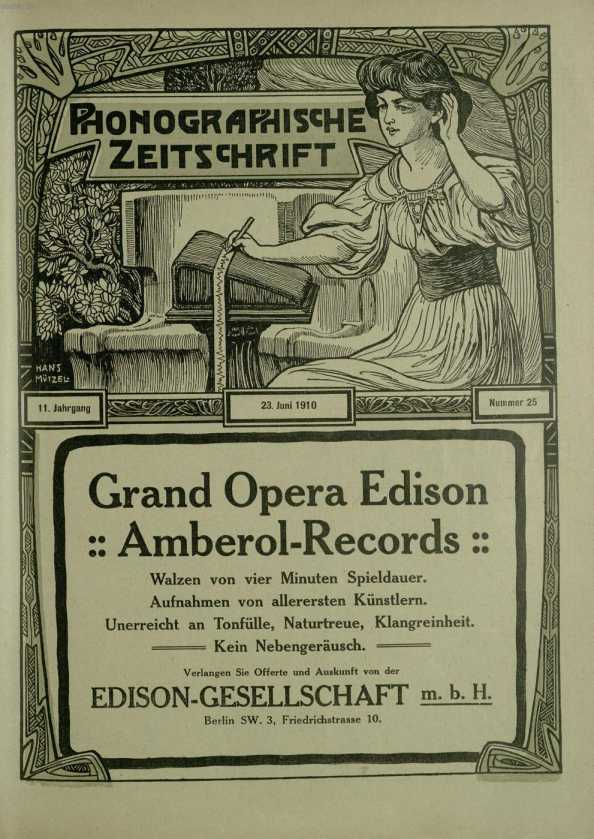 PHONOGRAPHISCHE
ZEITSCHRIFT
HANS
MÜTZEL
11. Jahrgang
23. Juni 1910
Nummer 25
Grand Opera Edison
:: Amberol-Records ::
Walzen von vier Minuten Spieldauer.
Aufnahmen von allerersten Künstlern.
Unerreicht an Tonfülle, Naturtreue, Klangreinheit.
Kein Nebengeräusch.
Verlangen Sie Offerte und Auskunft von der
EDISON-GESELLSCHAFT m. b. H.
Berlin SW. 3, Friedrichstrasse 10.